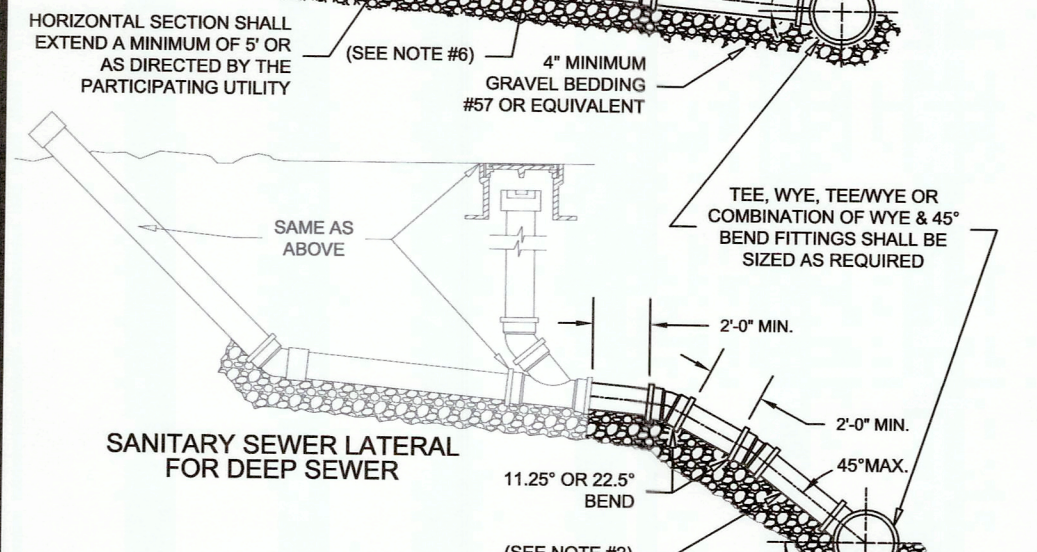 HORIZONTAL SECTION SHALL
EXTEND A MINIMUM OF 5' OR
AS DIRECTED BY THE
PARTICIPATING UTILITY
(SEE NOTE #6)
4" MINIMUM
GRAVEL BEDDING
#57 OR EQUIVALENT
TEE, WYE, TEE/WYE OR
COMBINATION OF WYE & 45°
BEND FITTINGS SHALL BE
SIZED AS REQUIRED
SAME AS
ABOVE
2'-0" MIN.
2'-0" MIN.
45°MAX.
SANITARY SEWER LATERAL
FOR DEEP SEWER
11.25° OR 22.5°
BEND
(SEE NOTE #2)